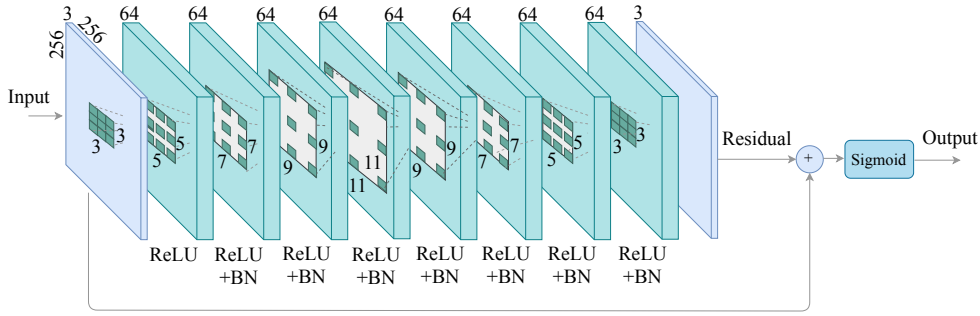 3 64 64 64 64 64 64 64 64 3
256
256
Input
3
3
5
5
7
7
9
9
11
11
9
9
7
7
5
5
3
3
Residual
+
Sigmoid
Output
ReLU
ReLU
+BN
ReLU
+BN
ReLU
+BN
ReLU
+BN
ReLU
+BN
ReLU
+BN
ReLU
+BN